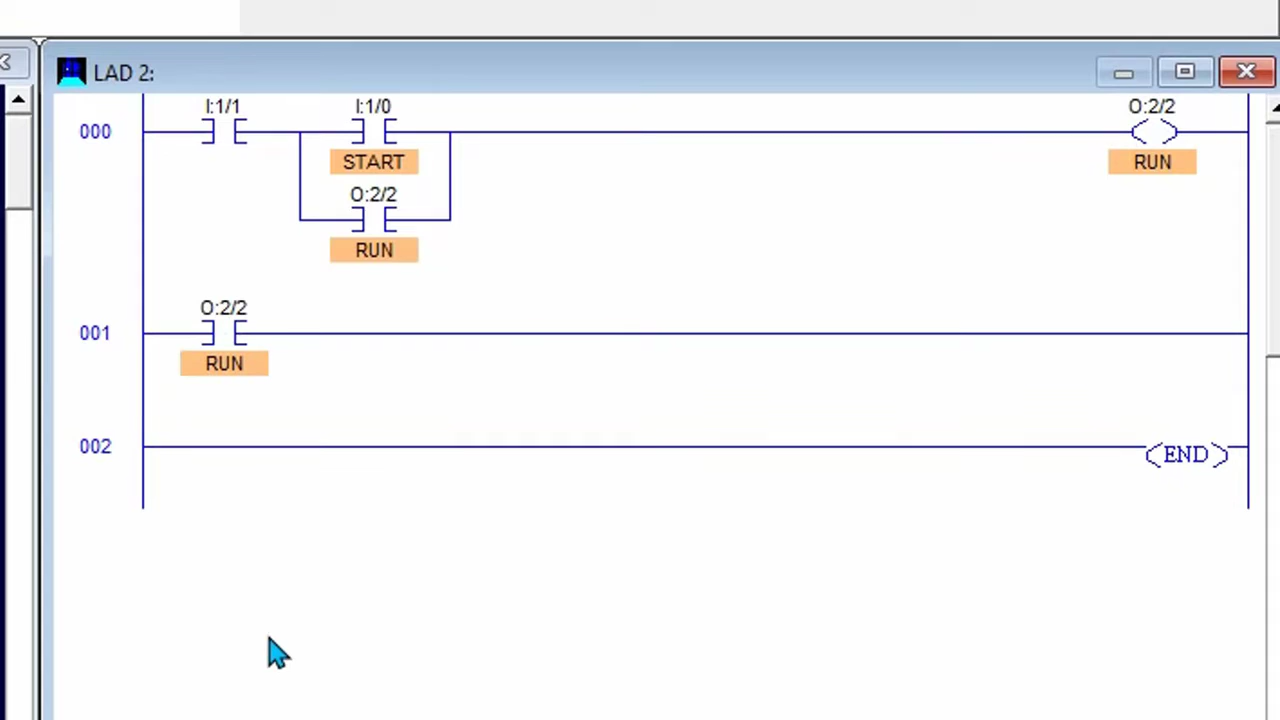 LAD 2:
I:1/1 I:1/0 O:2/2
000
START RUN
O:2/2
RUN
O:2/2
001
RUN
002 END